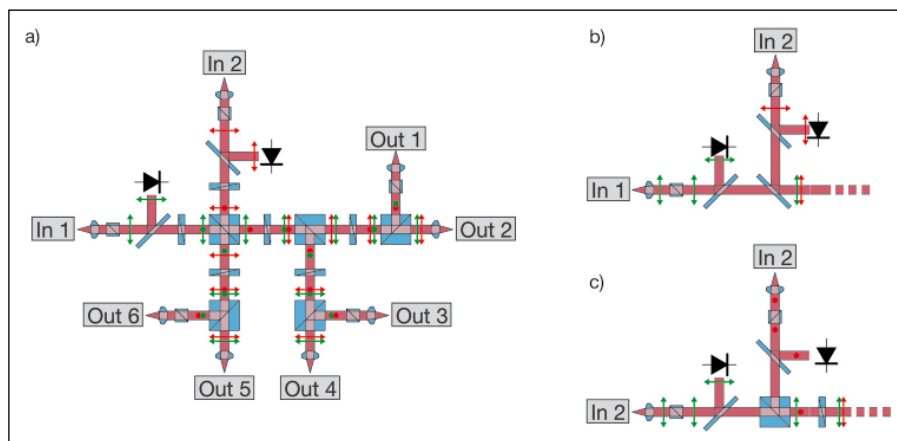 a)
In 2
Out 1
In 1
Out 2
Out 6
Out 3
Out 5
Out 4
b)
In 2
In 1
c)
In 2
In 2